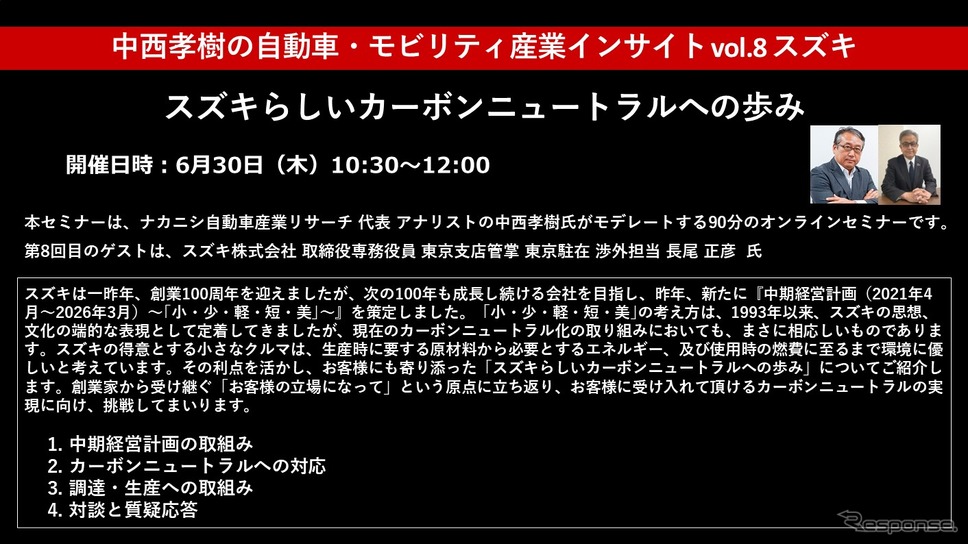 中西孝樹の自動車・モビリティ産業インサイト vol.8 スズキ
スズキらしいカーボンニュートラルへの歩み
開催日時：6月30日（木）10:30～12:00
本セミナーは、ナカニシ自動車産業リサーチ 代表 アナリストの中西孝樹氏がモデレートする90分のオンラインセミナーです。
第8回目のゲストは、スズキ株式会社 取締役専務役員 東京支店管掌 東京駐在 渉外担当 長尾 正彦 氏
スズキは一昨年、創業100周年を迎えましたが、次の100年も成長し続ける会社を目指し、昨年、新たに『中期経営計画（2021年4
月～2026年3月）～｢小・少・軽・短・美｣～』を策定しました。｢小・少・軽・短・美｣の考え方は、1993年以来、スズキの思想、
文化の端的な表現として定着してきましたが、現在のカーボンニュートラル化の取り組みにおいても、まさに相応しいものでありま
す。スズキの得意とする小さなクルマは、生産時に要する原材料から必要とするエネルギー、及び使用時の燃費に至るまで環境に優
しいと考えています。その利点を活かし、お客様にも寄り添った「スズキらしいカーボンニュートラルへの歩み」についてご紹介し
ます。創業家から受け継ぐ「お客様の立場になって」という原点に立ち返り、お客様に受け入れて頂けるカーボンニュートラルの実
現に向け、挑戦してまいります。
1. 中期経営計画の取組み
2. カーボンニュートラルへの対応
3. 調達・生産への取組み
4. 対談と質疑応答
Response.